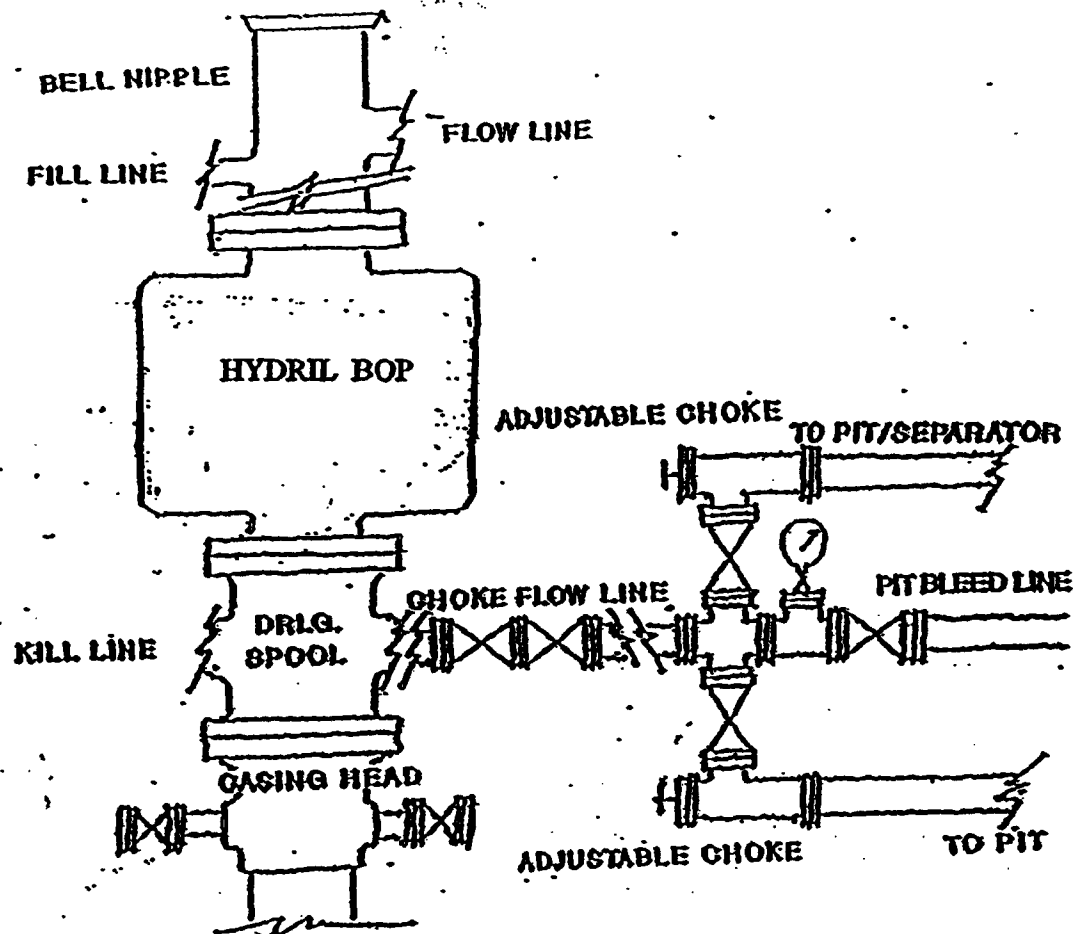 BELL NIPPLE
FLOW LINE
FILL LINE
HYDRIL BOP
ADJUSTABLE CHOKE
TO PIT/SEPARATOR
CHOKE FLOW LINE
PIT BLEED LINE
KILL LINE
DRLG.
SPOOL
CASING HEAD
ADJUSTABLE CHOKE
TO PIT